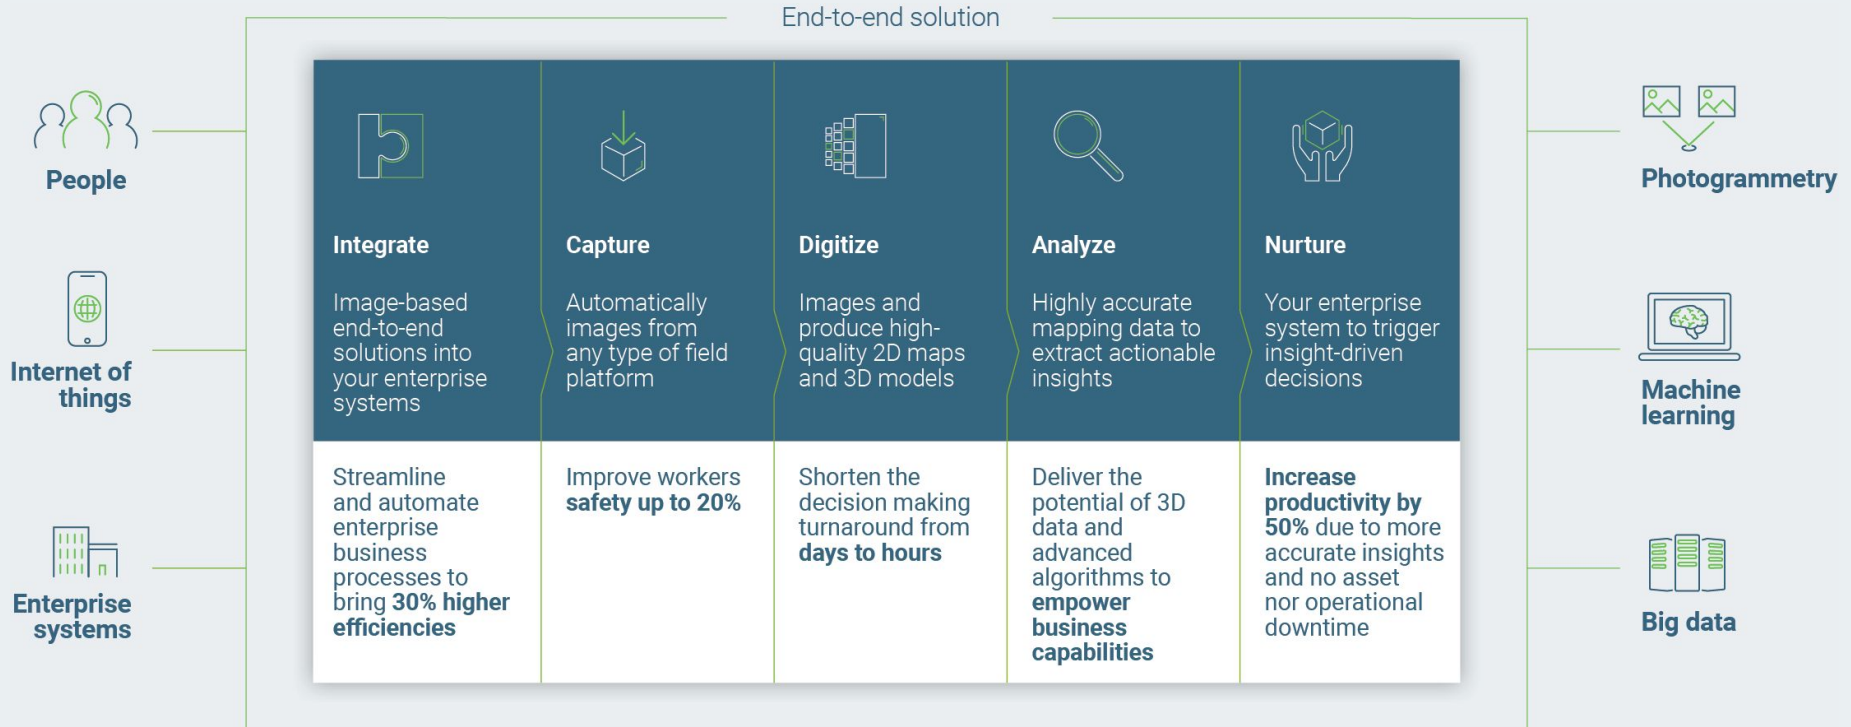 End-to-end solution
People
Internet of
things
Enterprise
systems
Integrate
Image-based
end-to-end
solutions into
your enterprise
systems
Streamline
and automate
enterprise
business
processes to
bring 30% higher
efficiencies
Capture
Automatically
images from
any type of field
platform
Improve workers
safety up to 20%
Digitize
Images and
produce high-
quality 2D maps
and 3D models
Shorten the
decision making
turnaround from
days to hours
Analyze
Highly accurate
mapping data to
extract actionable
insights
Deliver the
potential of 3D
data and
advanced
algorithms to
empower
business
capabilities
Nurture
Your enterprise
system to trigger
insight-driven
decisions
Increase
productivity by
50% due to more
accurate insights
and no asset
nor operational
downtime
Photogrammetry
Machine
learning
Big data